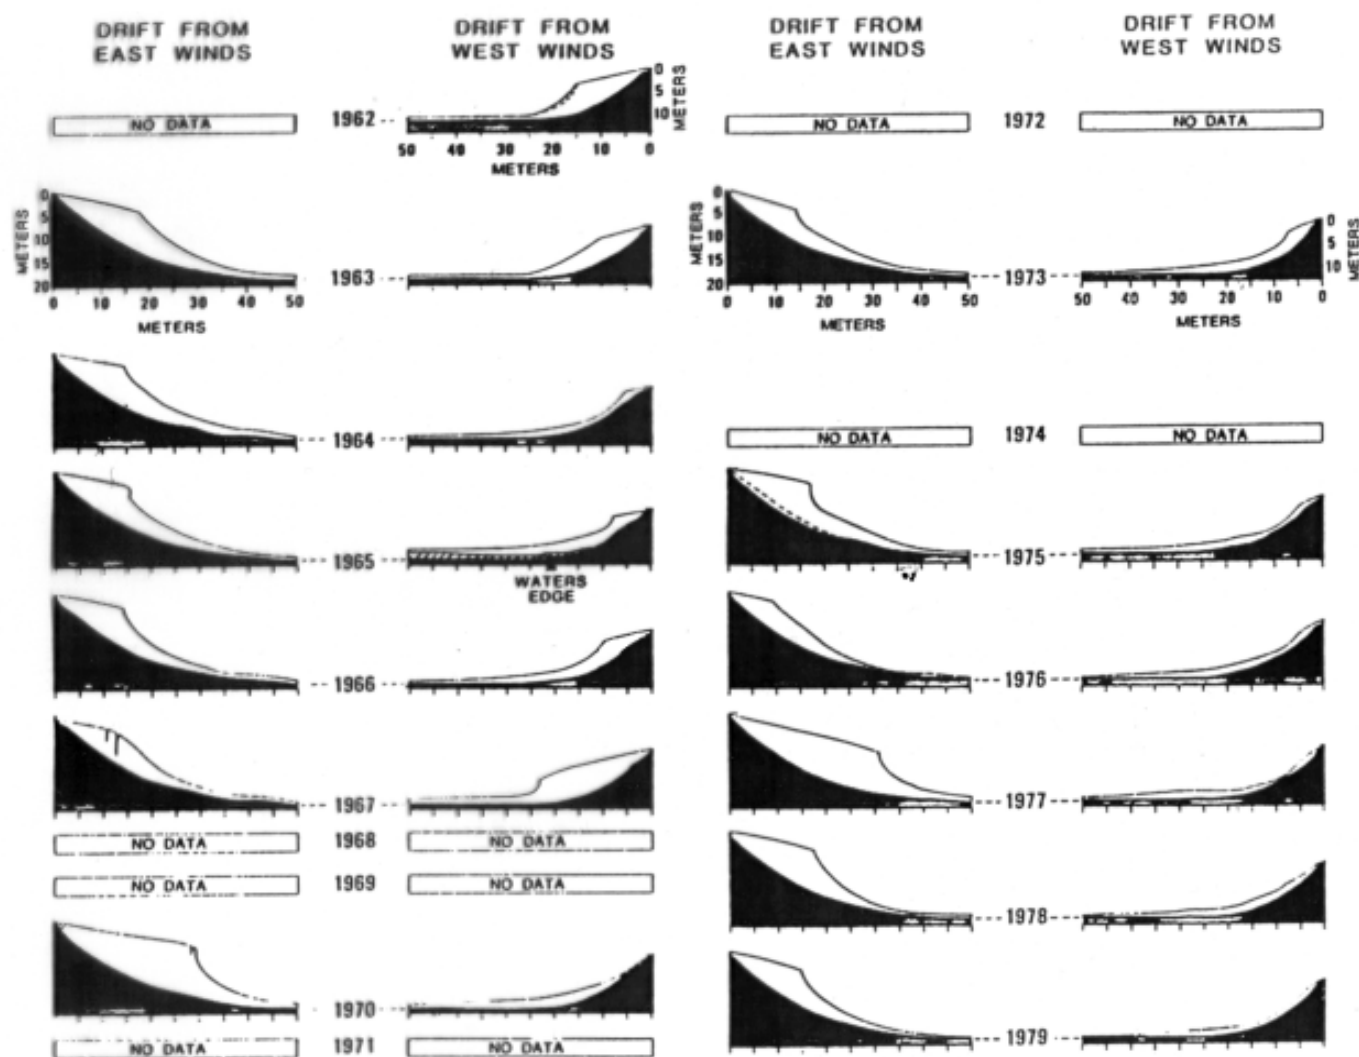 DRIFT FROM
EAST WINDS
DRIFT FROM
WEST WINDS
DRIFT FROM
EAST WINDS
DRIFT FROM
WEST WINDS
NO DATA
1962
0
5
10
METERS
50 40 30 20 10 0
METERS
NO DATA
1972
NO DATA
METERS
0
5
10
15
20
0 10 20 30 50
METERS
1963
METERS
0
5
10
15
20
0 10 20 30 40 50
METERS
1973
0
5
10
METERS
50 40 30 20 10 0
METERS
1964
NO DATA
1974
NO DATA
1965
WATERS
EDGE
1975
1966
1976
1967
1977
NO DATA
1968
NO DATA
NO DATA
1969
NO DATA
1978
1970
1979
NO DATA
1971
NO DATA